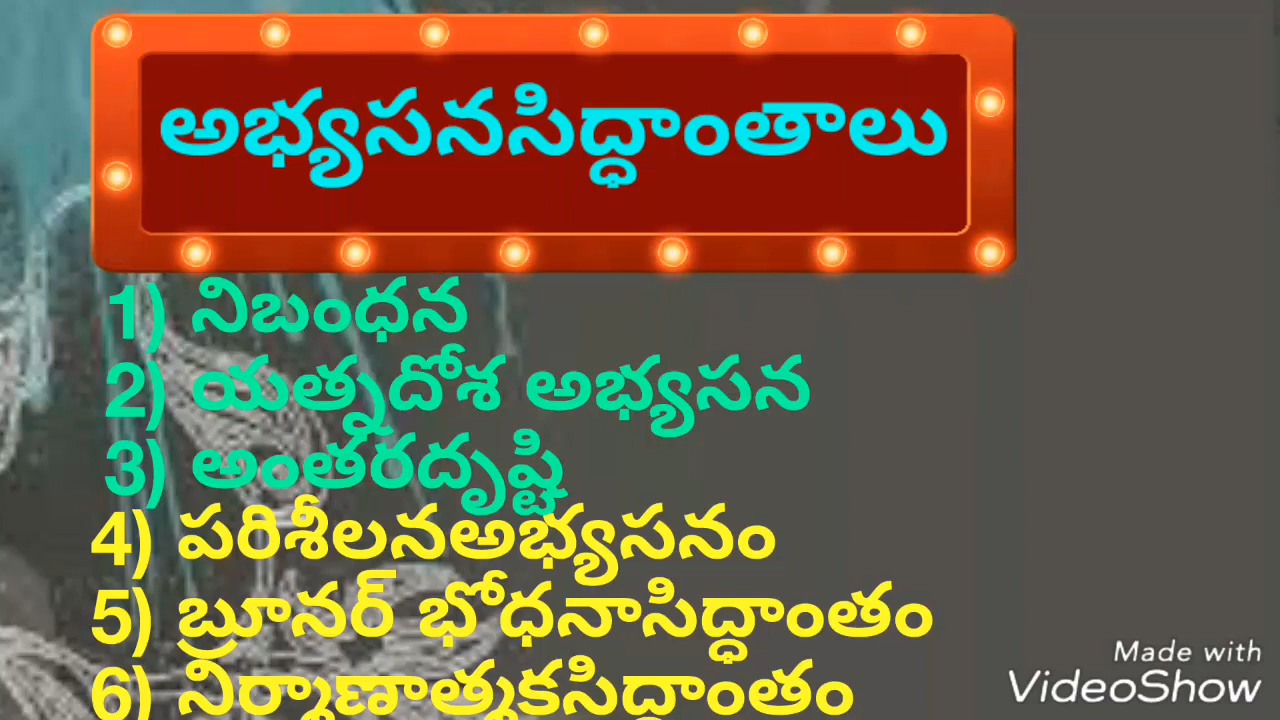 అభ్యసనసిద్ధాంతాలు
1) నిబంధన
2) యత్నదోశ అభ్యసన
3) అంతరదృష్టి
4) పరిశీలనఅభ్యసనం
5) బ్రూనర్ భోధనాసిద్ధాంతం
6) నిర్మాణాత్మకసిద్ధాంతం
Made with
VideoShow